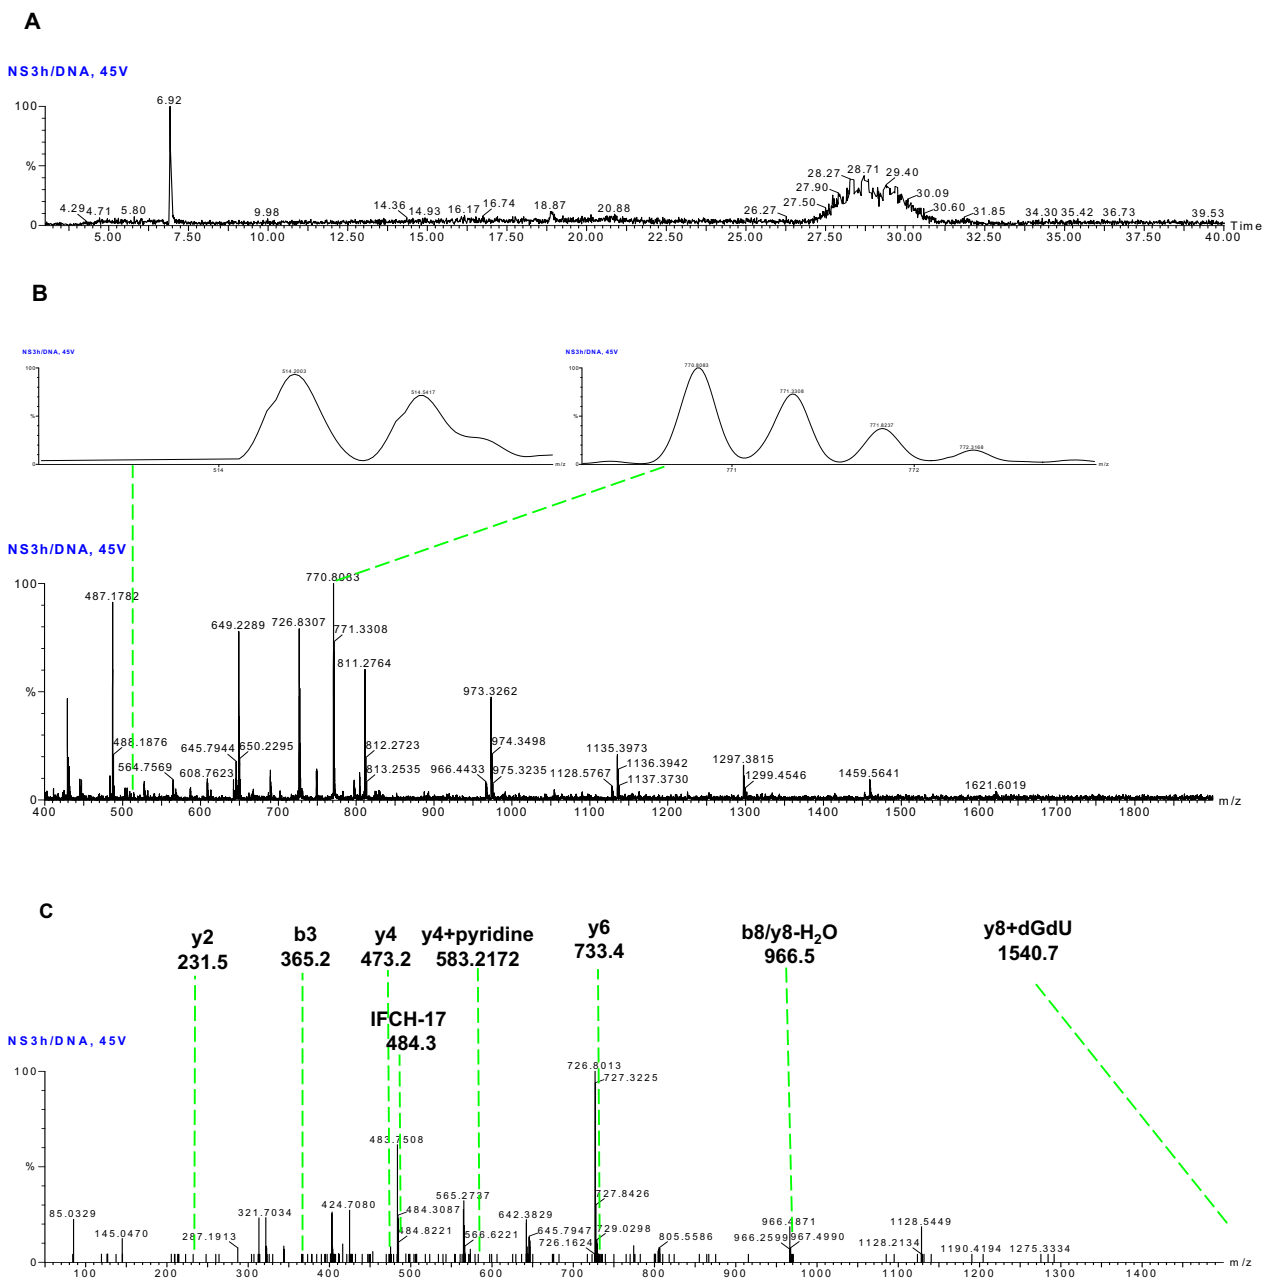 A
NS3h/DNA, 45V
6.92
100
%
0
4.29 4.71 5.80 9.98 14.36 14.93 16.17 16.74 18.87 20.88 26.27 27.50 27.90 28.27 28.71 29.40 30.09 30.60 31.85 34.30 35.42 36.73 39.53
5.00 7.50 10.00 12.50 15.00 17.50 20.00 22.50 25.00 27.50 30.00 32.50 35.00 37.50 40.00 Time
B
NS3h/DNA, 45V
100
%
0
514.2003 514.5417
514 m/z
NS3h/DNA, 45V
100
%
0
770.8083 771.3308 771.8237 772.3168
771 772 m/z
NS3h/DNA, 45V
100
%
0
770.8083
487.1782
649.2289 726.8307
771.3308
811.2764
973.3262
488.1876 645.7944 650.2295 812.2723 974.3498 1135.3973
564.7569 608.7623 813.2535 966.4433 975.3235 1128.5767 1136.3942 1137.3730 1297.3815 1299.4546 1459.5641 1621.6019
400 500 600 700 800 900 1000 1100 1200 1300 1400 1500 1600 1700 1800 m/z
C
y2
231.5
b3
365.2
y4
473.2
y4+pyridine
583.2172
y6
733.4
b8/y8-H2O
966.5
y8+dGdU
1540.7
IFCH-17
484.3
NS3h/DNA, 45V
100
%
0
726.8013
727.3225
483.7508
565.2737 727.8426
85.0329 321.7034 424.7080 484.3087 642.3829 966.4871 1128.5449
145.0470 287.1913 484.8221 566.6221 645.7947 726.1624 729.0298 805.5586 966.2599 967.4990 1128.2134 1190.4194 1275.3334
100 200 300 400 500 600 700 800 900 1000 1100 1200 1300 1400 m/z